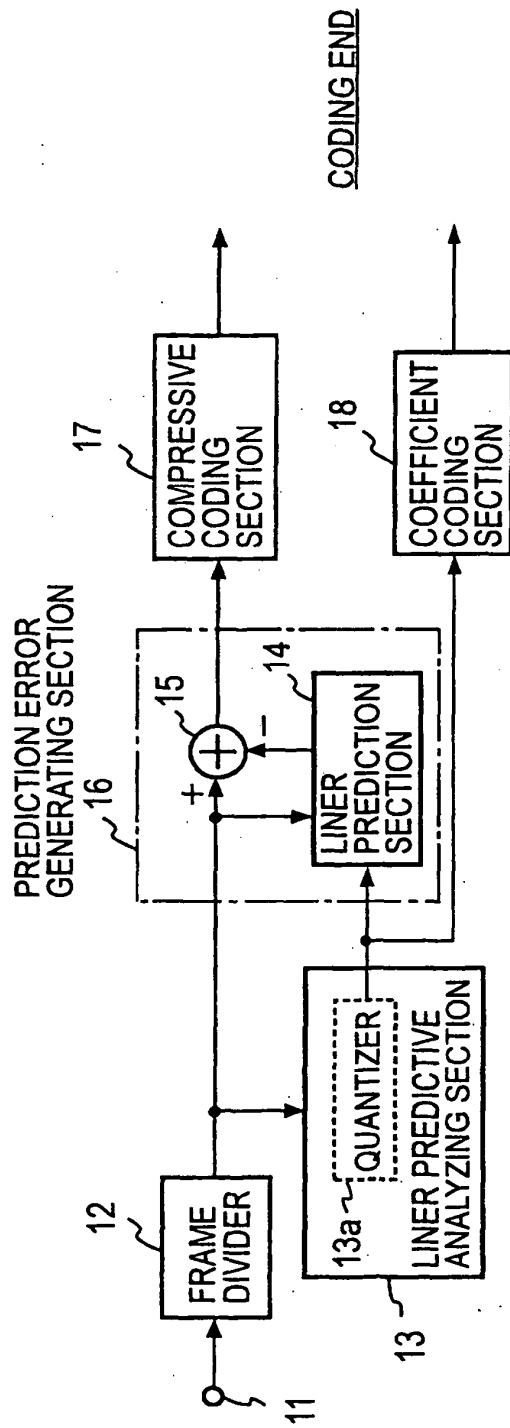 PREDICTION ERROR
GENERATING SECTION
16
17
COMPRESSIVE
CODING
SECTION
15
+
−
14
LINER
PREDICTION
SECTION
12
FRAME
DIVIDER
11
13a
QUANTIZER
LINER PREDICTIVE
ANALYZING SECTION
13
18
COEFFICIENT
CODING
SECTION
CODING END